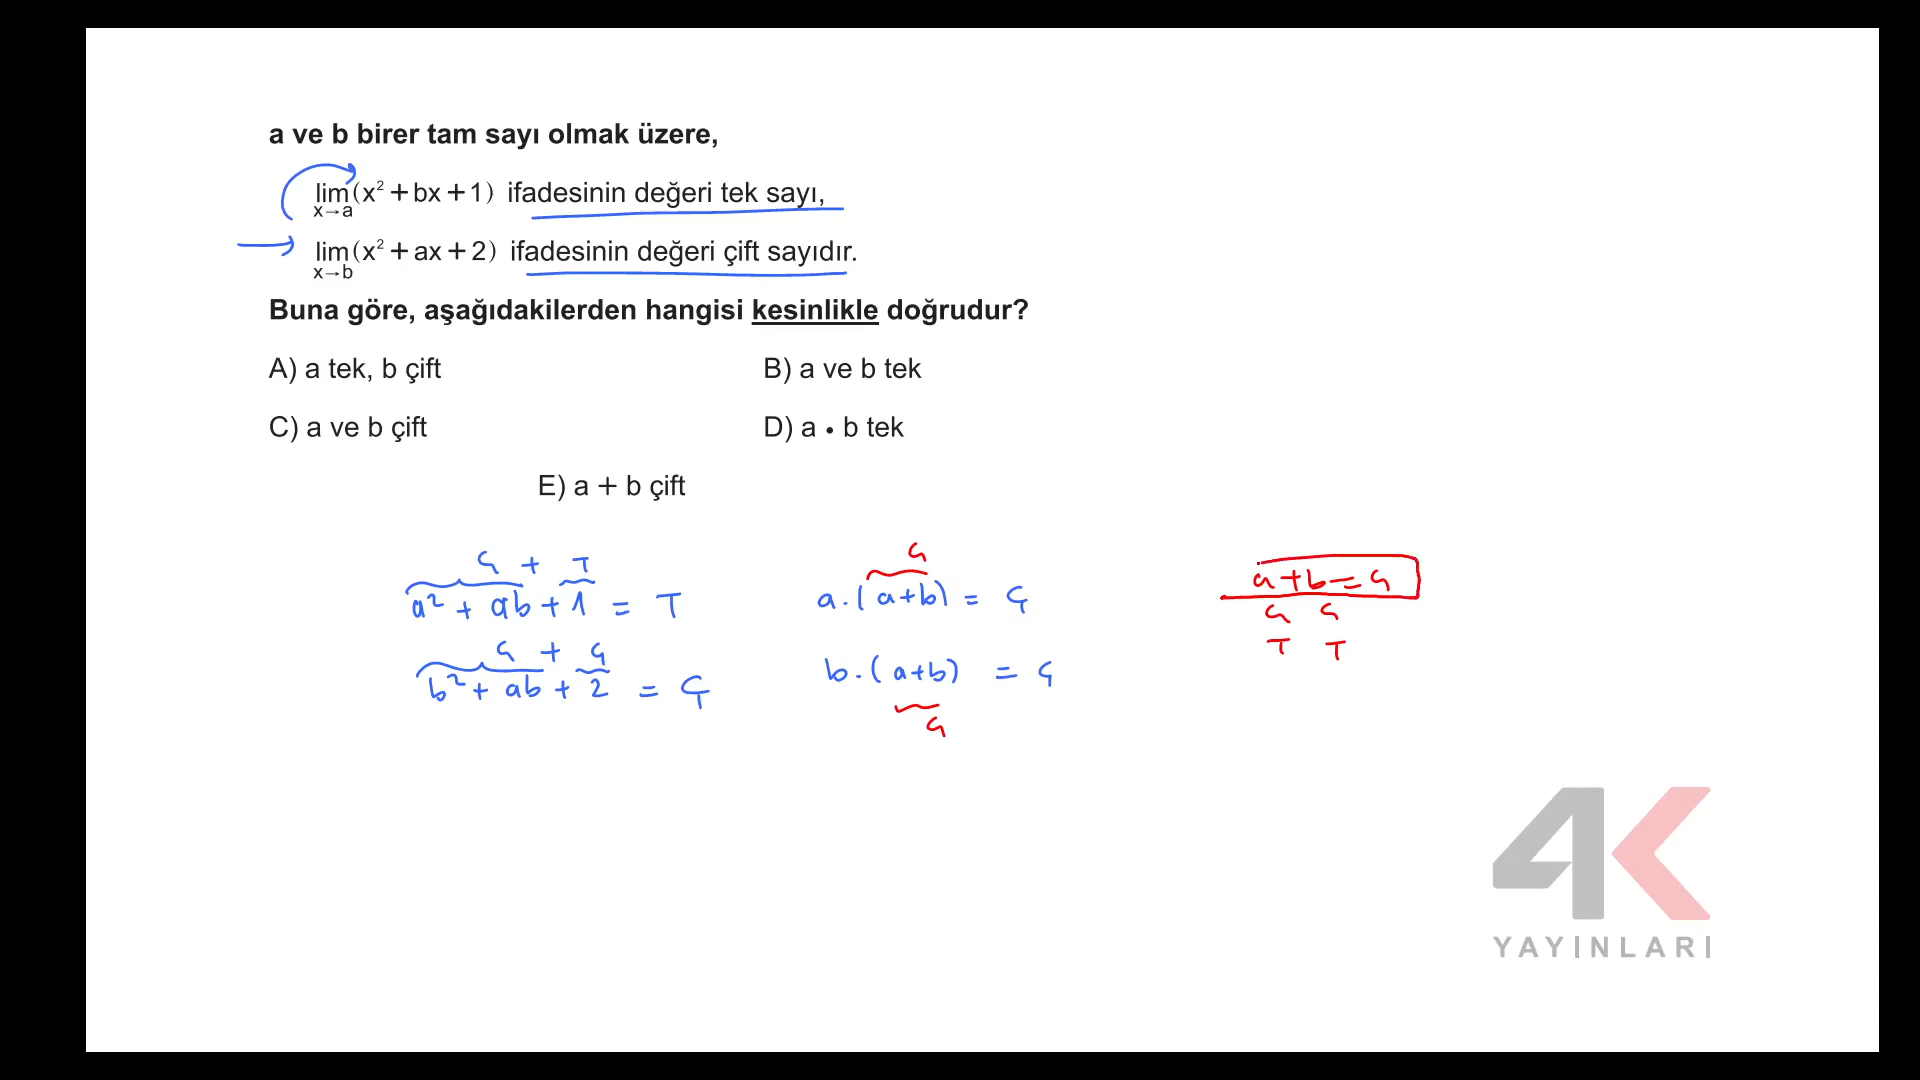 a ve b birer tam sayı olmak üzere,
lim x→a (x² + bx + 1) ifadesinin değeri tek sayı,
lim x→b (x² + ax + 2) ifadesinin değeri çift sayıdır.
Buna göre, aşağıdakilerden hangisi kesinlikle doğrudur?
A) a tek, b çift
B) a ve b tek
C) a ve b çift
D) a • b tek
E) a + b çift
Ç + T
a² + ab + 1 = T
Ç + Ç
b² + ab + 2 = Ç
Ç
a . (a+b) = Ç
b . (a+b) = Ç
Ç
a+b = Ç
Ç Ç
T T
4K
YAYINLARI